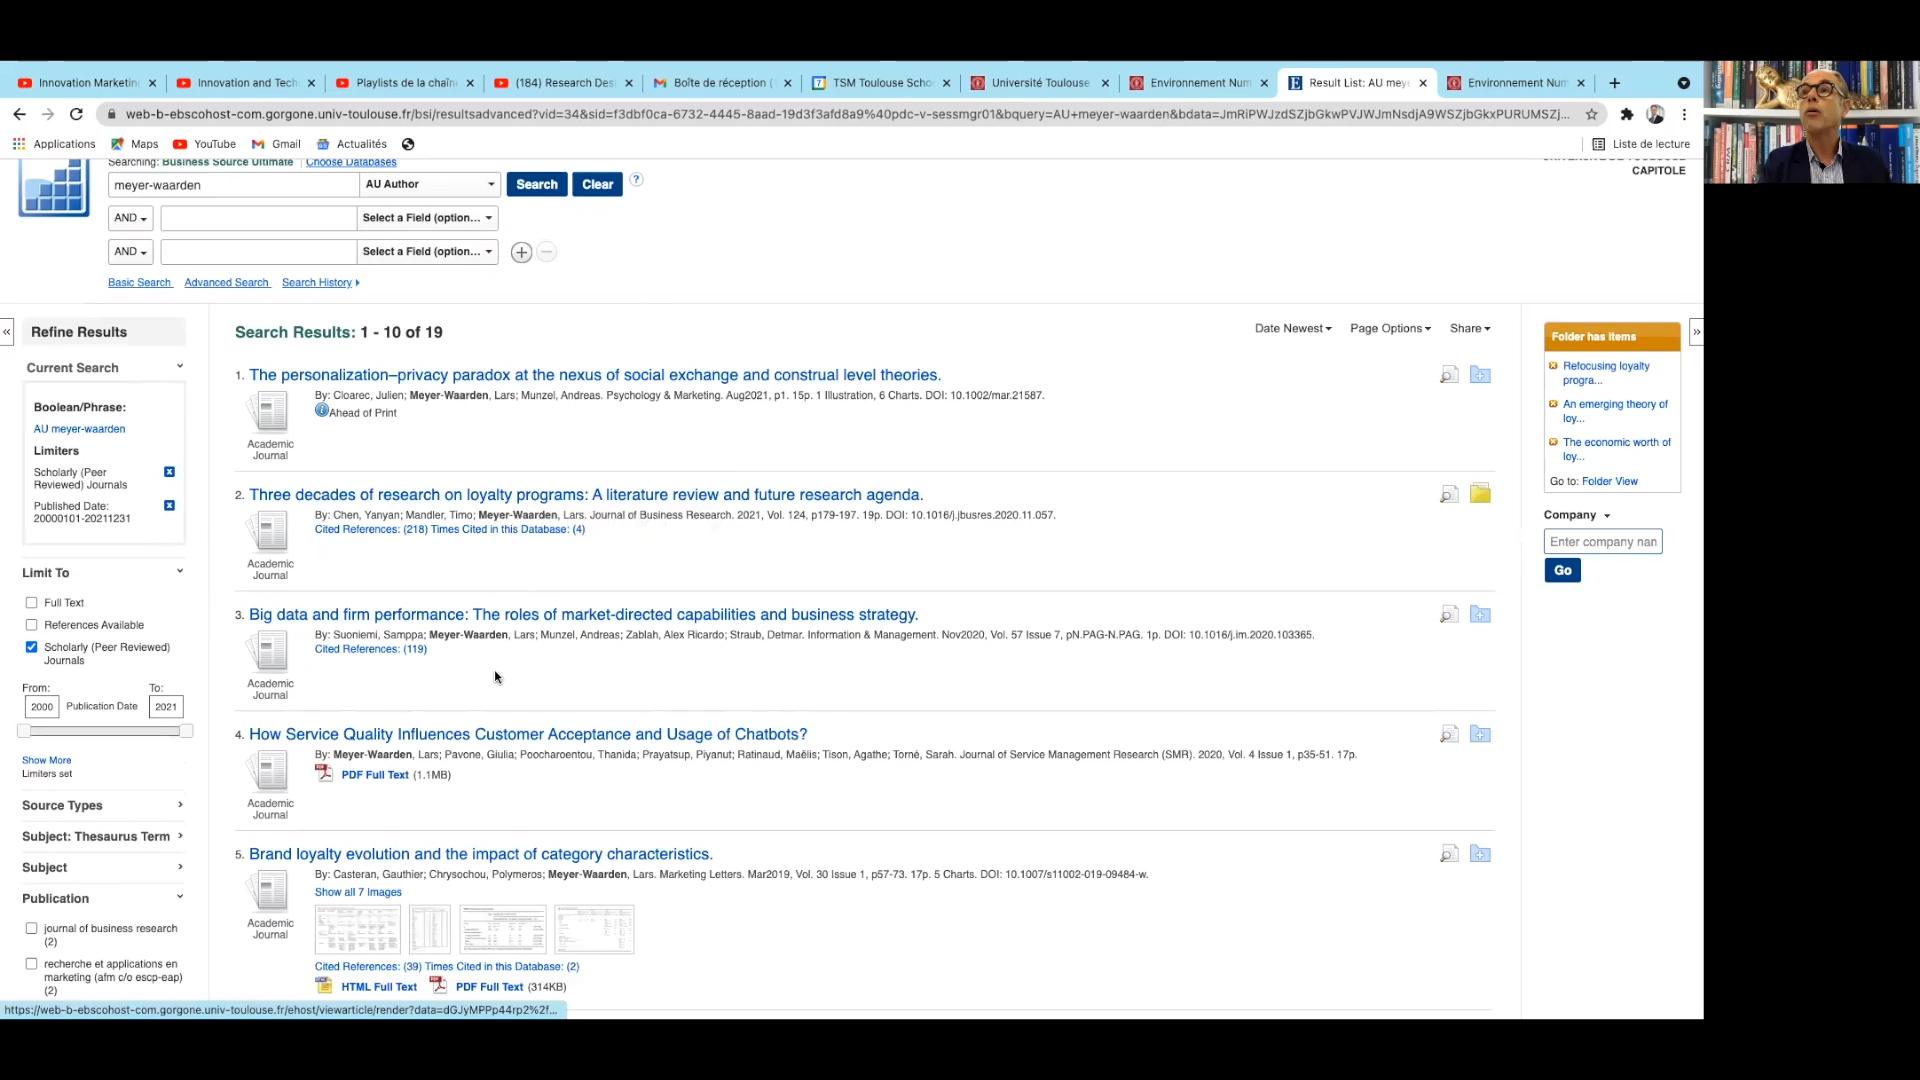 Innovation Marketin
Innovation and Tech
Playlists de la chaîn
(184) Research Des
Boîte de réception (
TSM Toulouse Scho
Université Toulouse
Environnement Num
Result List: AU mey
Environnement Num
web-b-ebscohost-com.gorgone.univ-toulouse.fr/bsi/resultsadvanced?vid=34&sid=f3dbf0ca-6732-4445-8aad-19d3f3afd8a9%40pdc-v-sessmgr01&bquery=AU+meyer-waarden&bdata=JmRiPWJzdSZjbGkwPVJWJmNsdjA9WSZjbGkxPURUMSZj...
Applications
Maps
YouTube
Gmail
Actualités
Liste de lecture
Searching: Business Source Ultimate Choose Databases
CAPITOLE
meyer-waarden
AU Author
Search
Clear
AND
Select a Field (option...
AND
Select a Field (option...
Basic Search
Advanced Search
Search History
Refine Results
Current Search
Boolean/Phrase:
AU meyer-waarden
Limiters
Scholarly (Peer
Reviewed) Journals
Published Date:
20000101-20211231
Limit To
Full Text
References Available
Scholarly (Peer Reviewed)
Journals
From:
To:
2000
Publication Date
2021
Show More
Limiters set
Source Types
Subject: Thesaurus Term
Subject
Publication
journal of business research
(2)
recherche et applications en
marketing (afm c/o escp-eap)
(2)
Search Results: 1 - 10 of 19
Date Newest
Page Options
Share
1. The personalization–privacy paradox at the nexus of social exchange and construal level theories.
By: Cloarec, Julien; Meyer-Waarden, Lars; Munzel, Andreas. Psychology & Marketing. Aug2021, p1. 15p. 1 Illustration, 6 Charts. DOI: 10.1002/mar.21587.
Ahead of Print
Academic
Journal
2. Three decades of research on loyalty programs: A literature review and future research agenda.
By: Chen, Yanyan; Mandler, Timo; Meyer-Waarden, Lars. Journal of Business Research. 2021, Vol. 124, p179-197. 19p. DOI: 10.1016/j.jbusres.2020.11.057.
Cited References: (218) Times Cited in this Database: (4)
Academic
Journal
3. Big data and firm performance: The roles of market-directed capabilities and business strategy.
By: Suoniemi, Samppa; Meyer-Waarden, Lars; Munzel, Andreas; Zablah, Alex Ricardo; Straub, Detmar. Information & Management. Nov2020, Vol. 57 Issue 7, pN.PAG-N.PAG. 1p. DOI: 10.1016/j.im.2020.103365.
Cited References: (119)
Academic
Journal
4. How Service Quality Influences Customer Acceptance and Usage of Chatbots?
By: Meyer-Waarden, Lars; Pavone, Giulia; Poocharoentou, Thanida; Prayatsup, Piyanut; Ratinaud, Maëlis; Tison, Agathe; Torné, Sarah. Journal of Service Management Research (SMR). 2020, Vol. 4 Issue 1, p35-51. 17p.
PDF Full Text (1.1MB)
Academic
Journal
5. Brand loyalty evolution and the impact of category characteristics.
By: Casteran, Gauthier; Chrysochou, Polymeros; Meyer-Waarden, Lars. Marketing Letters. Mar2019, Vol. 30 Issue 1, p57-73. 17p. 5 Charts. DOI: 10.1007/s11002-019-09484-w.
Show all 7 Images
Academic
Journal
Cited References: (39) Times Cited in this Database: (2)
HTML Full Text
PDF Full Text (314KB)
Folder has items
Refocusing loyalty
progra...
An emerging theory of
loy...
The economic worth of
loy...
Go to: Folder View
Company
Enter company nan
Go
https://web-b-ebscohost-com.gorgone.univ-toulouse.fr/ehost/viewarticle/render?data=dGJyMPPp44rp2%2f...